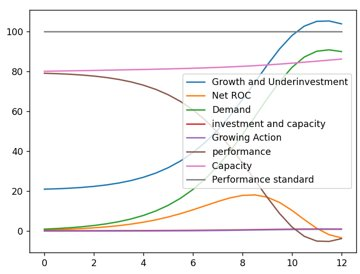 100
80
60
40
20
0
Growth and Underinvestment
Net ROC
Demand
investment and capacity
Growing Action
performance
Capacity
Performance standard
0 2 4 6 8 10 12